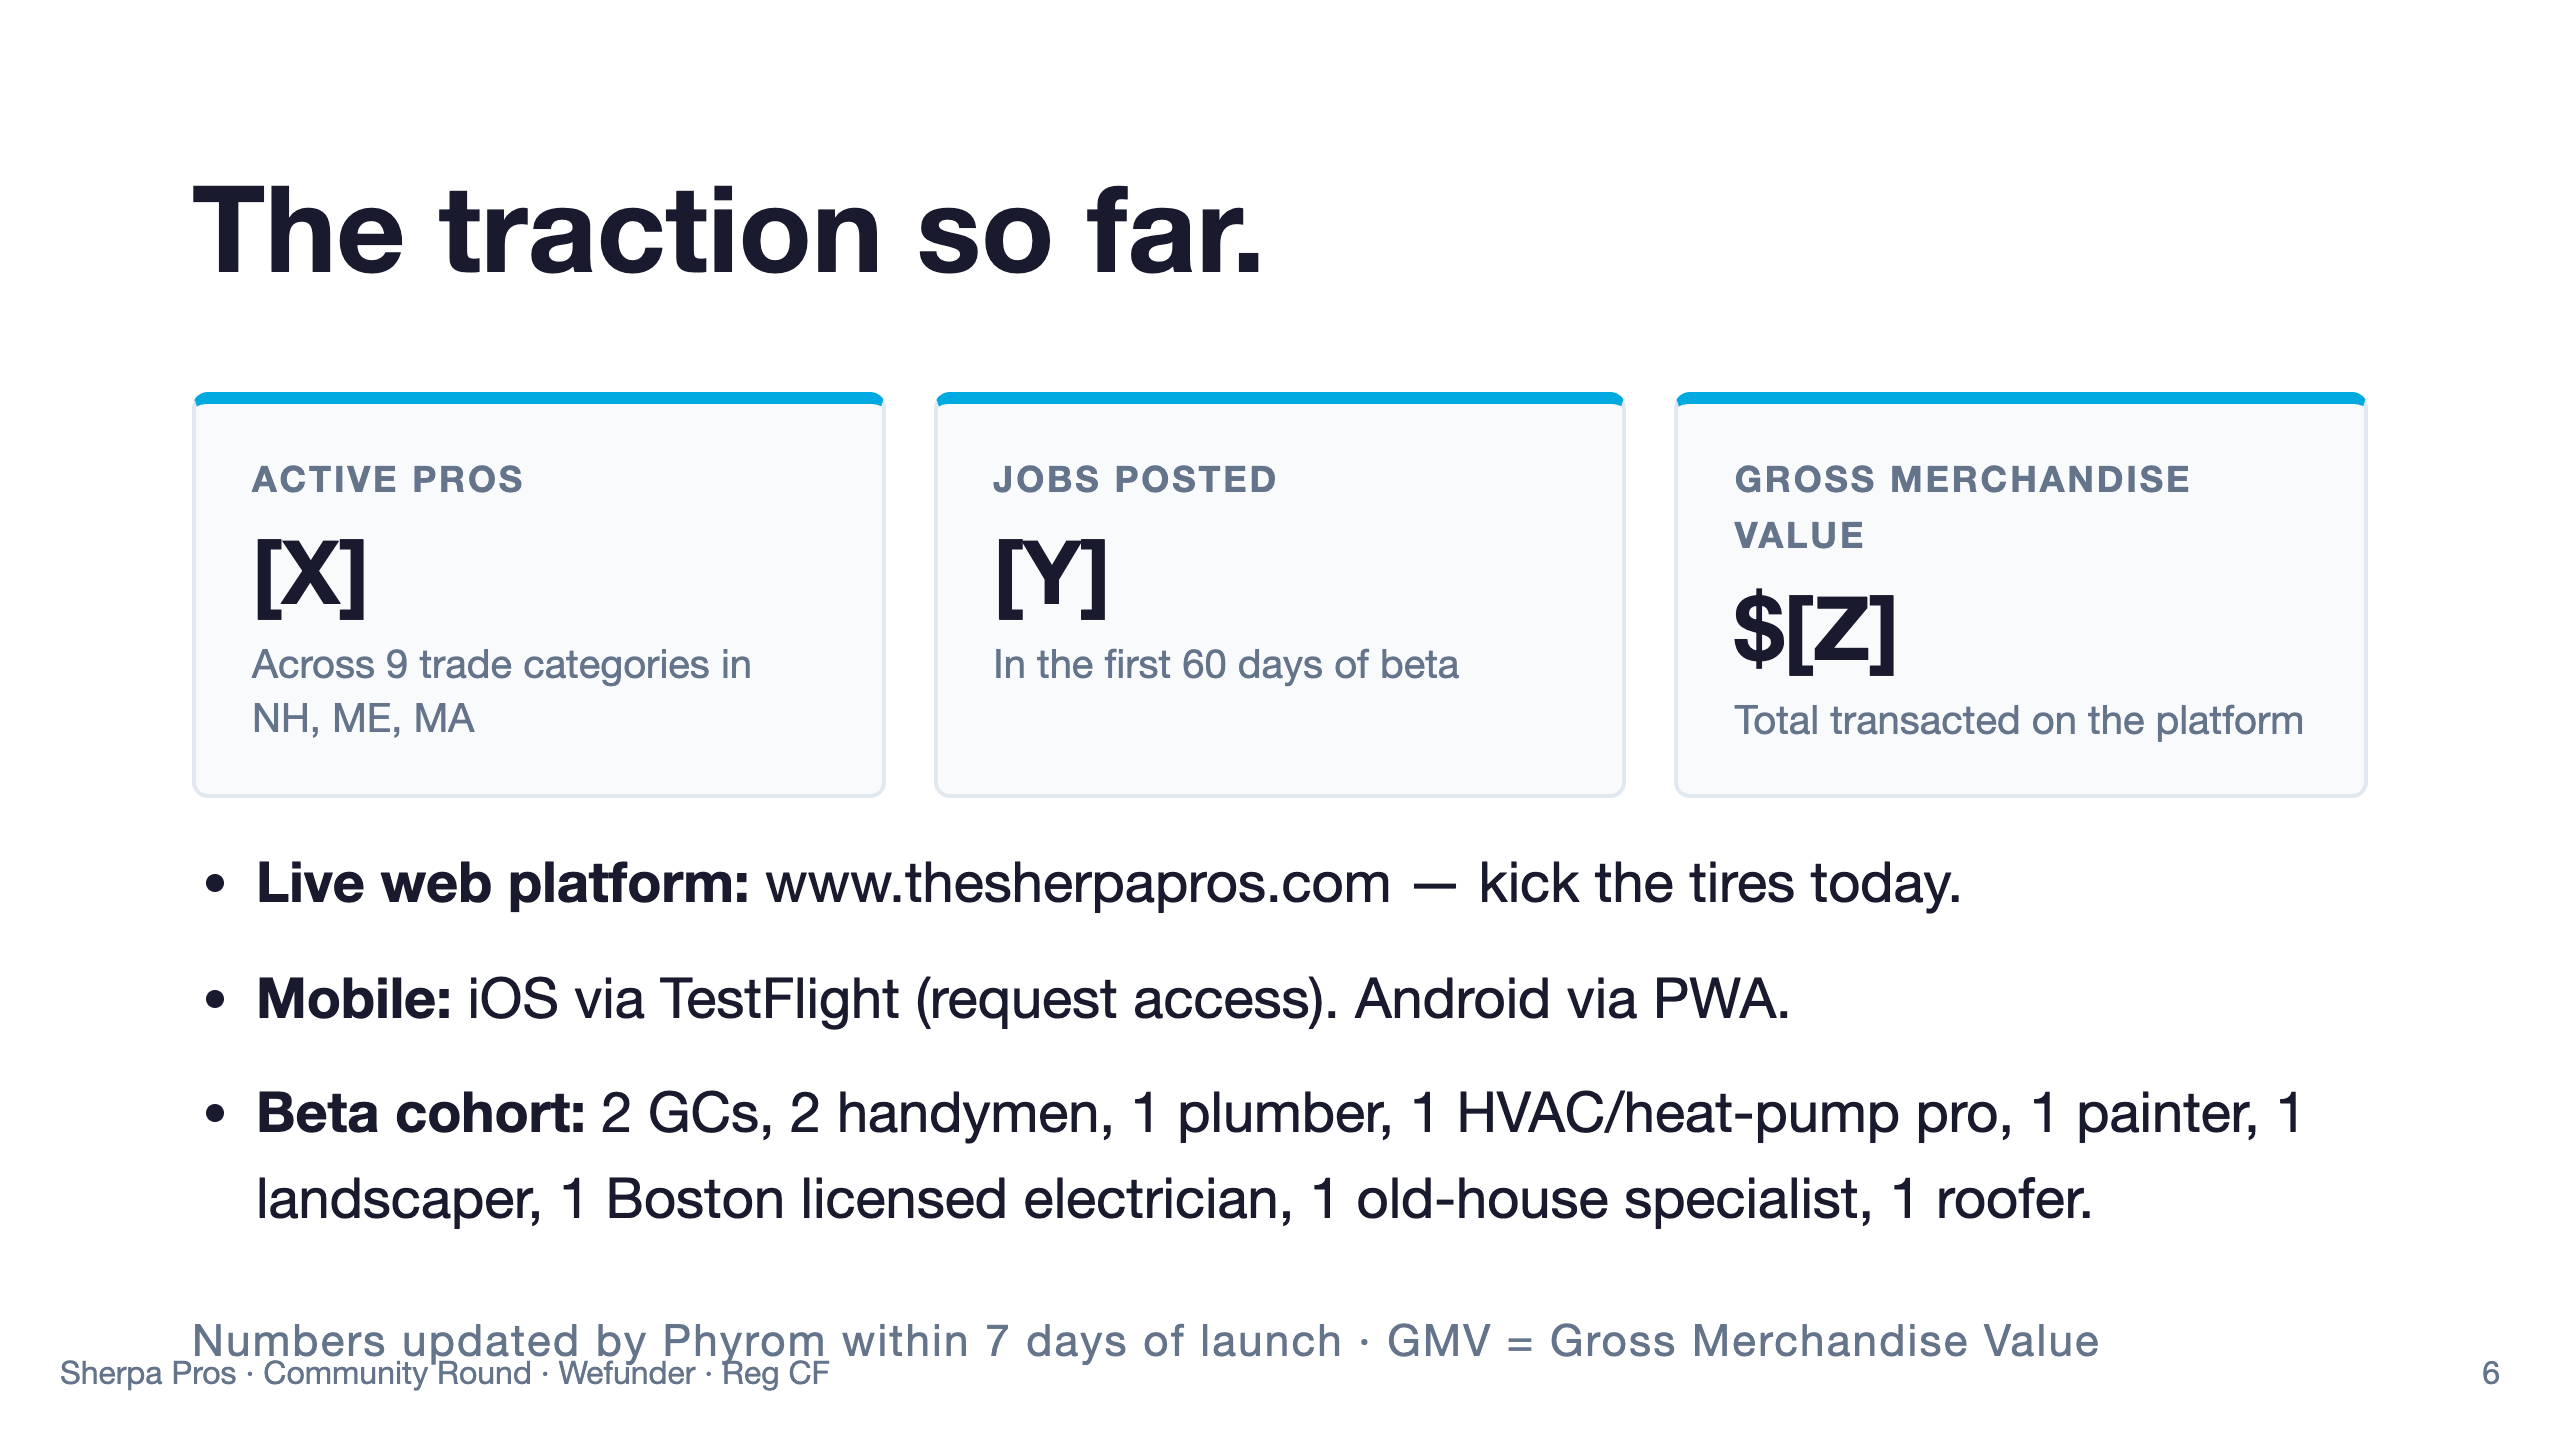 The traction so far.
ACTIVE PROS
[X]
Across 9 trade categories in
NH, ME, MA
JOBS POSTED
[Y]
In the first 60 days of beta
GROSS MERCHANDISE
VALUE
$[Z]
Total transacted on the platform
• Live web platform: www.thesherpapros.com — kick the tires today.
• Mobile: iOS via TestFlight (request access). Android via PWA.
• Beta cohort: 2 GCs, 2 handymen, 1 plumber, 1 HVAC/heat-pump pro, 1 painter, 1
landscaper, 1 Boston licensed electrician, 1 old-house specialist, 1 roofer.
Numbers updated by Phyrom within 7 days of launch · GMV = Gross Merchandise Value
Sherpa Pros · Community Round · Wefunder · Reg CF
6